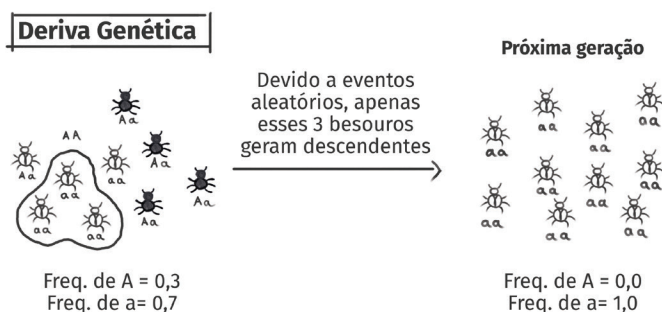 Deriva Genética
Próxima geração
Devido a eventos
aleatórios, apenas
esses 3 besouros
geram descendentes
Aa
AA
Aa
aa
Aa
aa
Aa
Aa
aa
aa
aa
aa
aa
aa
aa
aa
aa
aa
aa
aa
Freq. de A = 0,3
Freq. de a= 0,7
Freq. de A = 0,0
Freq. de a= 1,0